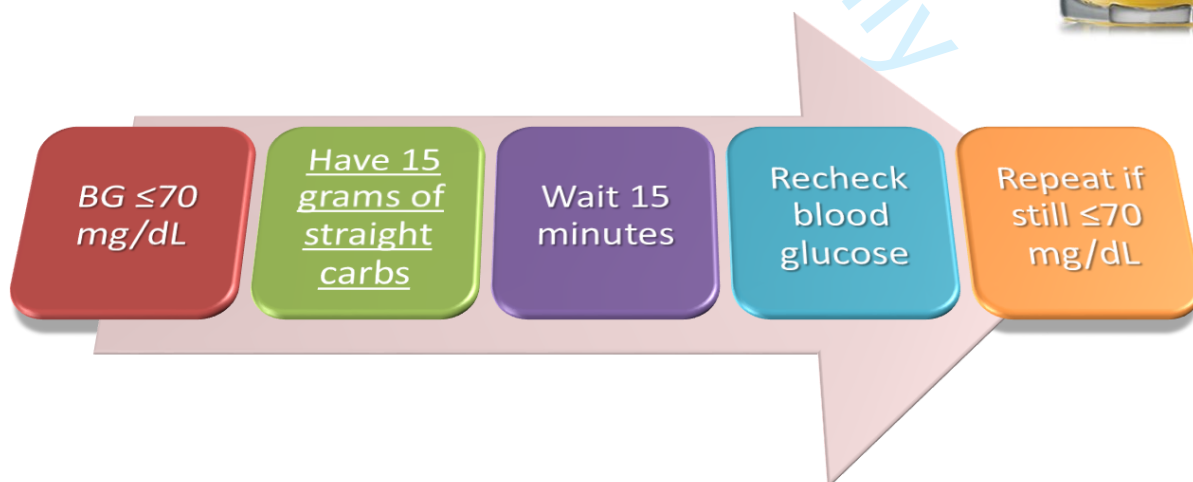 BG ≤70
mg/dL
Have 15
grams of
straight
carbs
Wait 15
minutes
Recheck
blood
glucose
Repeat if
still ≤70
mg/dL